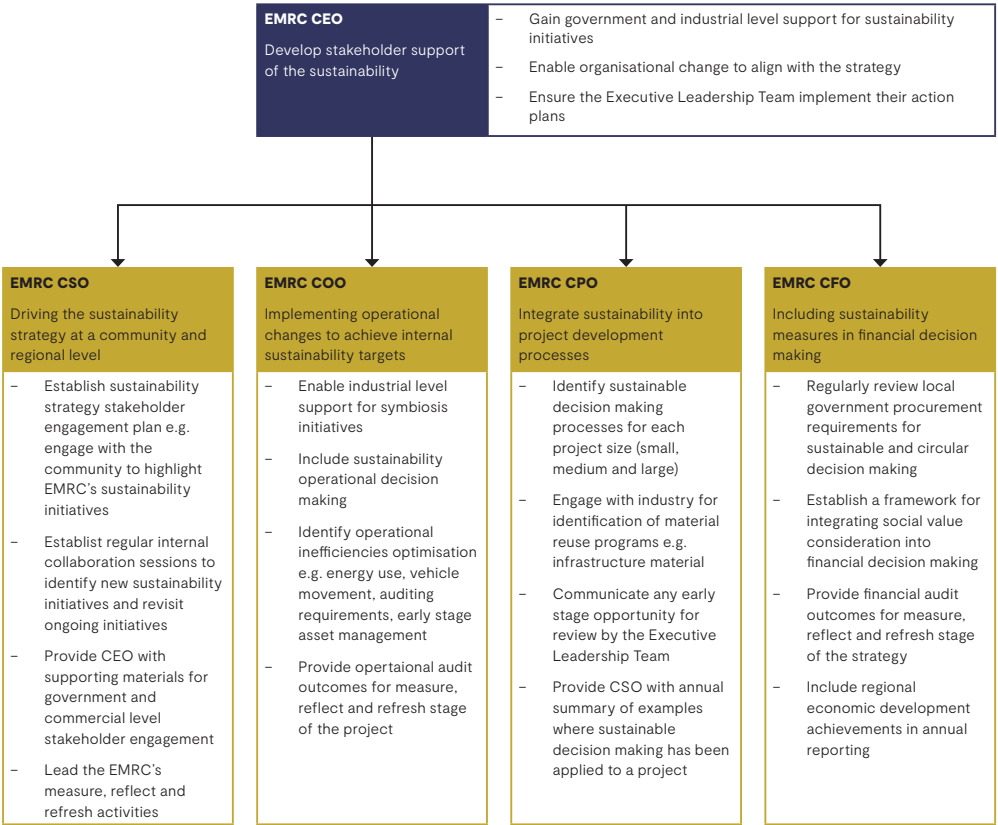 EMRC CEO
Develop stakeholder support
of the sustainability
– Gain government and industrial level support for sustainability
initiatives
– Enable organisational change to align with the strategy
– Ensure the Executive Leadership Team implement their action
plans
EMRC CSO
Driving the sustainability
strategy at a community and
regional level
– Establish sustainability
strategy stakeholder
engagement plan e.g.
engage with the
community to highlight
EMRC’s sustainability
initiatives
– Establist regular internal
collaboration sessions to
identify new sustainability
initiatives and revisit
ongoing initiatives
– Provide CEO with
supporting materials for
government and
commercial level
stakeholder engagement
– Lead the EMRC’s
measure, reflect and
refresh activities
EMRC COO
Implementing operational
changes to achieve internal
sustainability targets
– Enable industrial level
support for symbiosis
initiatives
– Include sustainability
operational decision
making
– Identify operational
inefficiencies optimisation
e.g. energy use, vehicle
movement, auditing
requirements, early stage
asset management
– Provide opertaional audit
outcomes for measure,
reflect and refresh stage
of the project
EMRC CPO
Integrate sustainability into
project development
processes
– Identify sustainable
decision making
processes for each
project size (small,
medium and large)
– Engage with industry for
identification of material
reuse programs e.g.
infrastructure material
– Communicate any early
stage opportunity for
review by the Executive
Leadership Team
– Provide CSO with annual
summary of examples
where sustainable
decision making has been
applied to a project
EMRC CFO
Including sustainability
measures in financial decision
making
– Regularly review local
government procurement
requirements for
sustainable and circular
decision making
– Establish a framework for
integrating social value
consideration into
financial decision making
– Provide financial audit
outcomes for measure,
reflect and refresh stage
of the strategy
– Include regional
economic development
achievements in annual
reporting